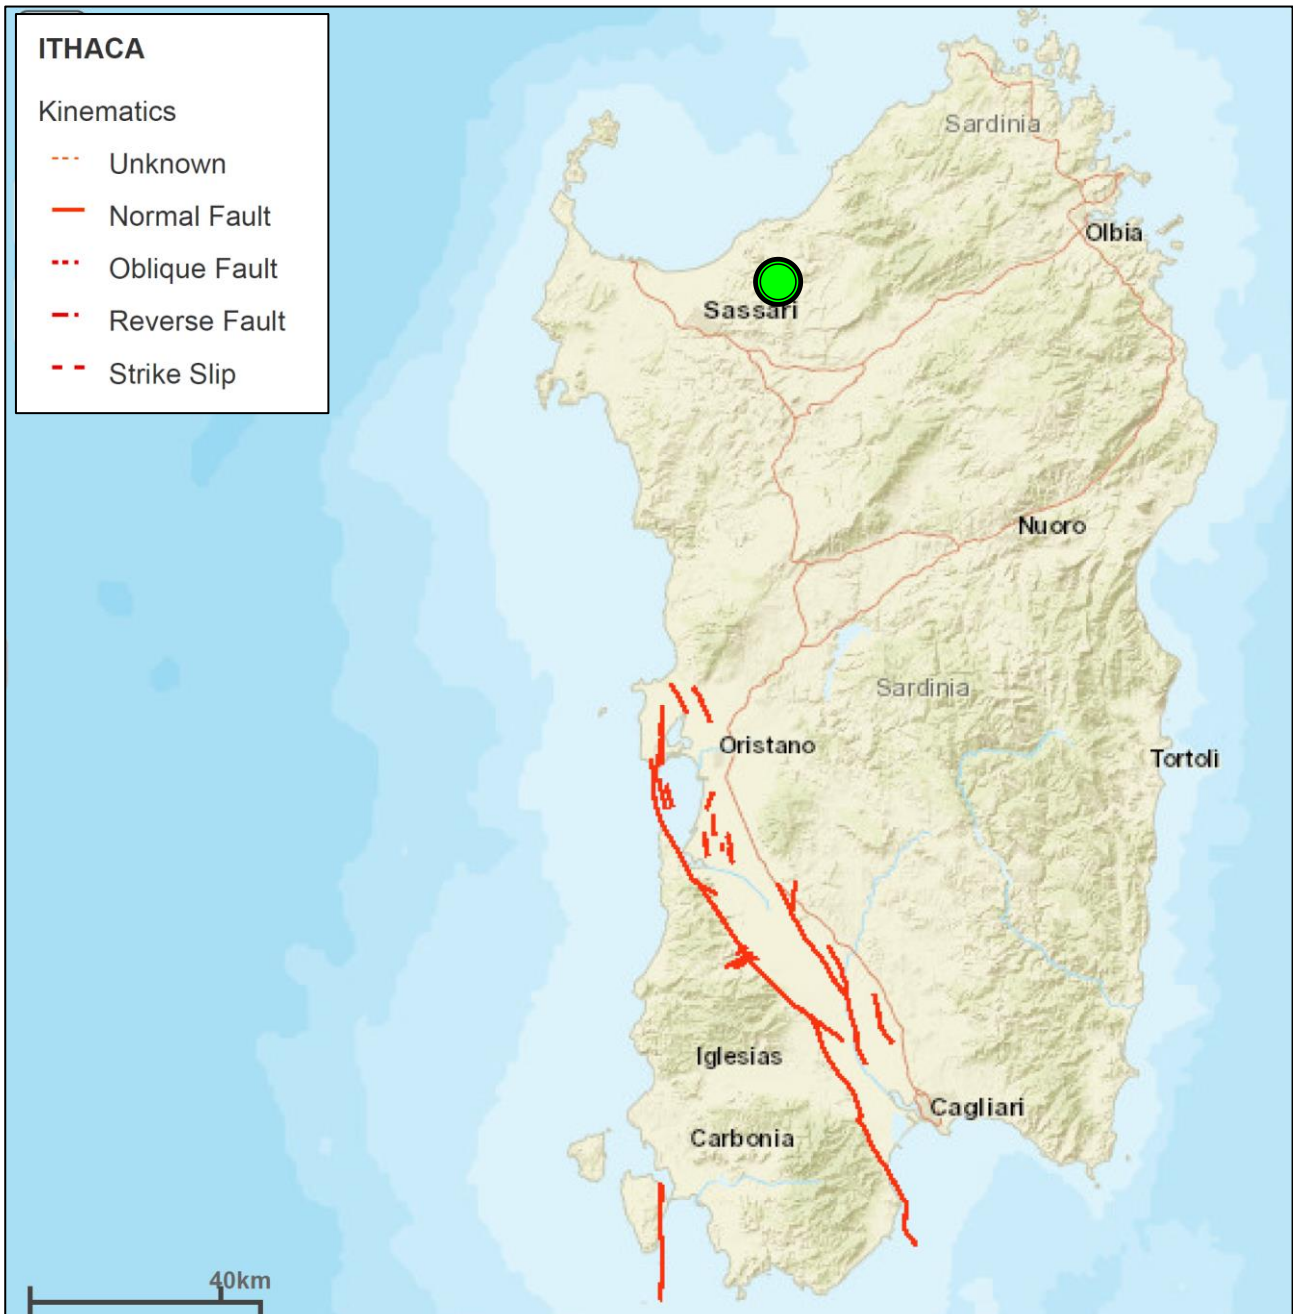 ITHACA
Kinematics
Unknown
Normal Fault
Oblique Fault
Reverse Fault
Strike Slip
Sardinia
Olbia
Sassari
Nuoro
Sardinia
Oristano
Tortoli
Iglesias
Cagliari
Carbonia
40km